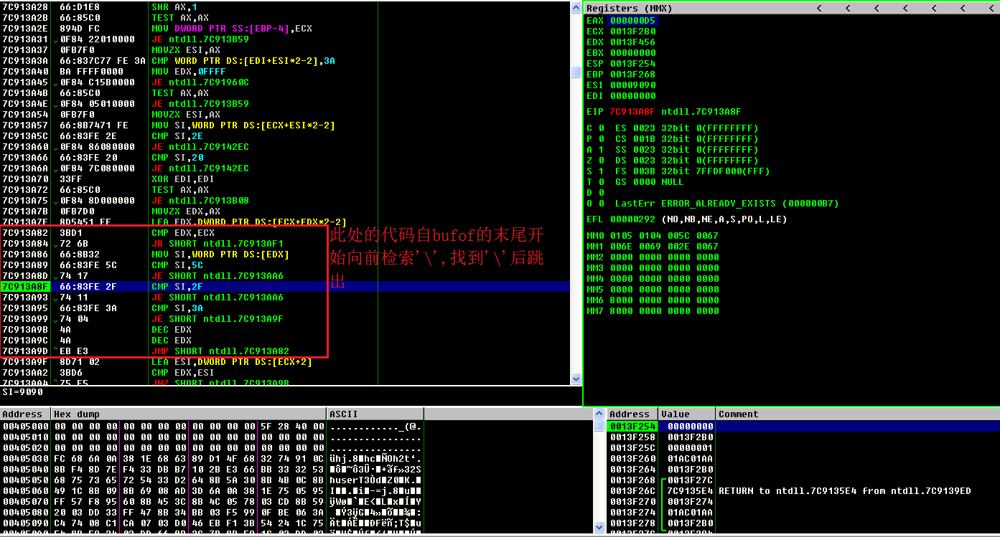 7C913A28 66:D1E8 SHR AX,1
7C913A2B 66:85C0 TEST AX,AX
7C913A2E 894D FC MOV DWORD PTR SS:[EBP-4],ECX
7C913A31 0F84 22010000 JE ntdll.7C913B59
7C913A37 0FB7F0 MOVZX ESI,AX
7C913A3A 66:837C77 FE 3A CMP WORD PTR DS:[EDI+ESI*2-2],3A
7C913A40 BA FFFF0000 MOV EDX,0FFFF
7C913A45 0F84 C15B0000 JE ntdll.7C91960C
7C913A4B 66:85C0 TEST AX,AX
7C913A4E 0F84 05010000 JE ntdll.7C913B59
7C913A54 0FB7F0 MOVZX ESI,AX
7C913A57 66:8B7471 FE MOV SI,WORD PTR DS:[ECX+ESI*2-2]
7C913A5C 66:83FE 2E CMP SI,2E
7C913A60 0F84 86080000 JE ntdll.7C9142EC
7C913A66 66:83FE 20 CMP SI,20
7C913A6A 0F84 7C080000 JE ntdll.7C9142EC
7C913A70 33FF XOR EDI,EDI
7C913A72 66:85C0 TEST AX,AX
7C913A75 0F84 8D000000 JE ntdll.7C913B08
7C913A7B 0FB7D0 MOVZX EDX,AX
7C913A7E 8D5451 FE LEA EDX,DWORD PTR DS:[ECX+EDX*2-2]
7C913A82 3BD1 CMP EDX,ECX
7C913A84 72 6B JB SHORT ntdll.7C913AF1
7C913A86 66:8B32 MOV SI,WORD PTR DS:[EDX]
7C913A89 66:83FE 5C CMP SI,5C
7C913A8D 74 17 JE SHORT ntdll.7C913AA6
7C913A8F 66:83FE 2F CMP SI,2F
7C913A93 74 11 JE SHORT ntdll.7C913AA6
7C913A95 66:83FE 3A CMP SI,3A
7C913A99 74 04 JE SHORT ntdll.7C913A9F
7C913A9B 4A DEC EDX
7C913A9C 4A DEC EDX
7C913A9D ^EB E3 JMP SHORT ntdll.7C913A82
7C913A9F 8D71 02 LEA ESI,DWORD PTR DS:[ECX+2]
7C913AA2 3BD6 CMP EDX,ESI
7C913AA4 ^75 F5 JNZ SHORT ntdll.7C913A9B
SI=9090
此处的代码自bufof的末尾开
始向前检索'\',找到'\'后跳
出
Registers (MMX) < < < < < < <
EAX 000000D5
ECX 0013F2B0
EDX 0013F456
EBX 00000000
ESP 0013F254
EBP 0013F268
ESI 00009090
EDI 00000000
EIP 7C913A8F ntdll.7C913A8F
C 0 ES 0023 32bit 0(FFFFFFFF)
P 0 CS 001B 32bit 0(FFFFFFFF)
A 1 SS 0023 32bit 0(FFFFFFFF)
Z 0 DS 0023 32bit 0(FFFFFFFF)
S 1 FS 003B 32bit 7FFDF000(FFF)
T 0 GS 0000 NULL
D 0
O 0 LastErr ERROR_ALREADY_EXISTS (000000B7)
EFL 00000292 (NO,NB,NE,A,S,PO,L,LE)
MM0 0105 0104 005C 0067
MM1 006E 0069 002E 0067
MM2 0000 0000 0000 0000
MM3 0000 0000 0000 0000
MM4 0000 0000 0000 0000
MM5 0000 0000 0000 0000
MM6 8000 0000 0000 0000
MM7 8000 0000 0000 0000
Address Hex dump ASCII
00405000 00 00 00 00 00 00 00 00 00 00 00 00 5F 28 40 00 ............_(@.
00405010 00 00 00 00 00 00 00 00 00 00 00 00 00 00 00 00 ................
00405020 00 00 00 00 00 00 00 00 00 00 00 00 00 00 00 00 ................
00405030 FC 68 6A 0A 38 1E 68 63 89 D1 4F 68 32 74 91 0C
00405040 8B F4 8D 7E F4 33 DB B7 10 2B E3 66 BB 33 32 53
00405050 68 75 73 65 72 54 33 D2 64 8B 5A 30 8B 4B 0C 8B
00405060 49 1C 8B 09 8B 69 08 AD 3D 6A 0A 38 1E 75 05 95
00405070 FF 57 F8 95 60 8B 45 3C 8B 4C 05 78 03 CD 8B 59
00405080 20 03 DD 33 FF 47 8B 34 BB 03 F5 99 0F BE 06 3A
00405090 C4 74 08 C1 CA 07 03 D0 46 EB F1 3B 54 24 1C 75
Address Value Comment
0013F254 00000000
0013F258 0013F2B0
0013F25C 00000001
0013F260 01AC01AA
0013F264 0013F2B0
0013F268 0013F27C
0013F26C 7C9135E4 RETURN to ntdll.7C9135E4 from ntdll.7C9139ED
0013F270 0013F274
0013F274 01AC01AA
0013F278 0013F2B0